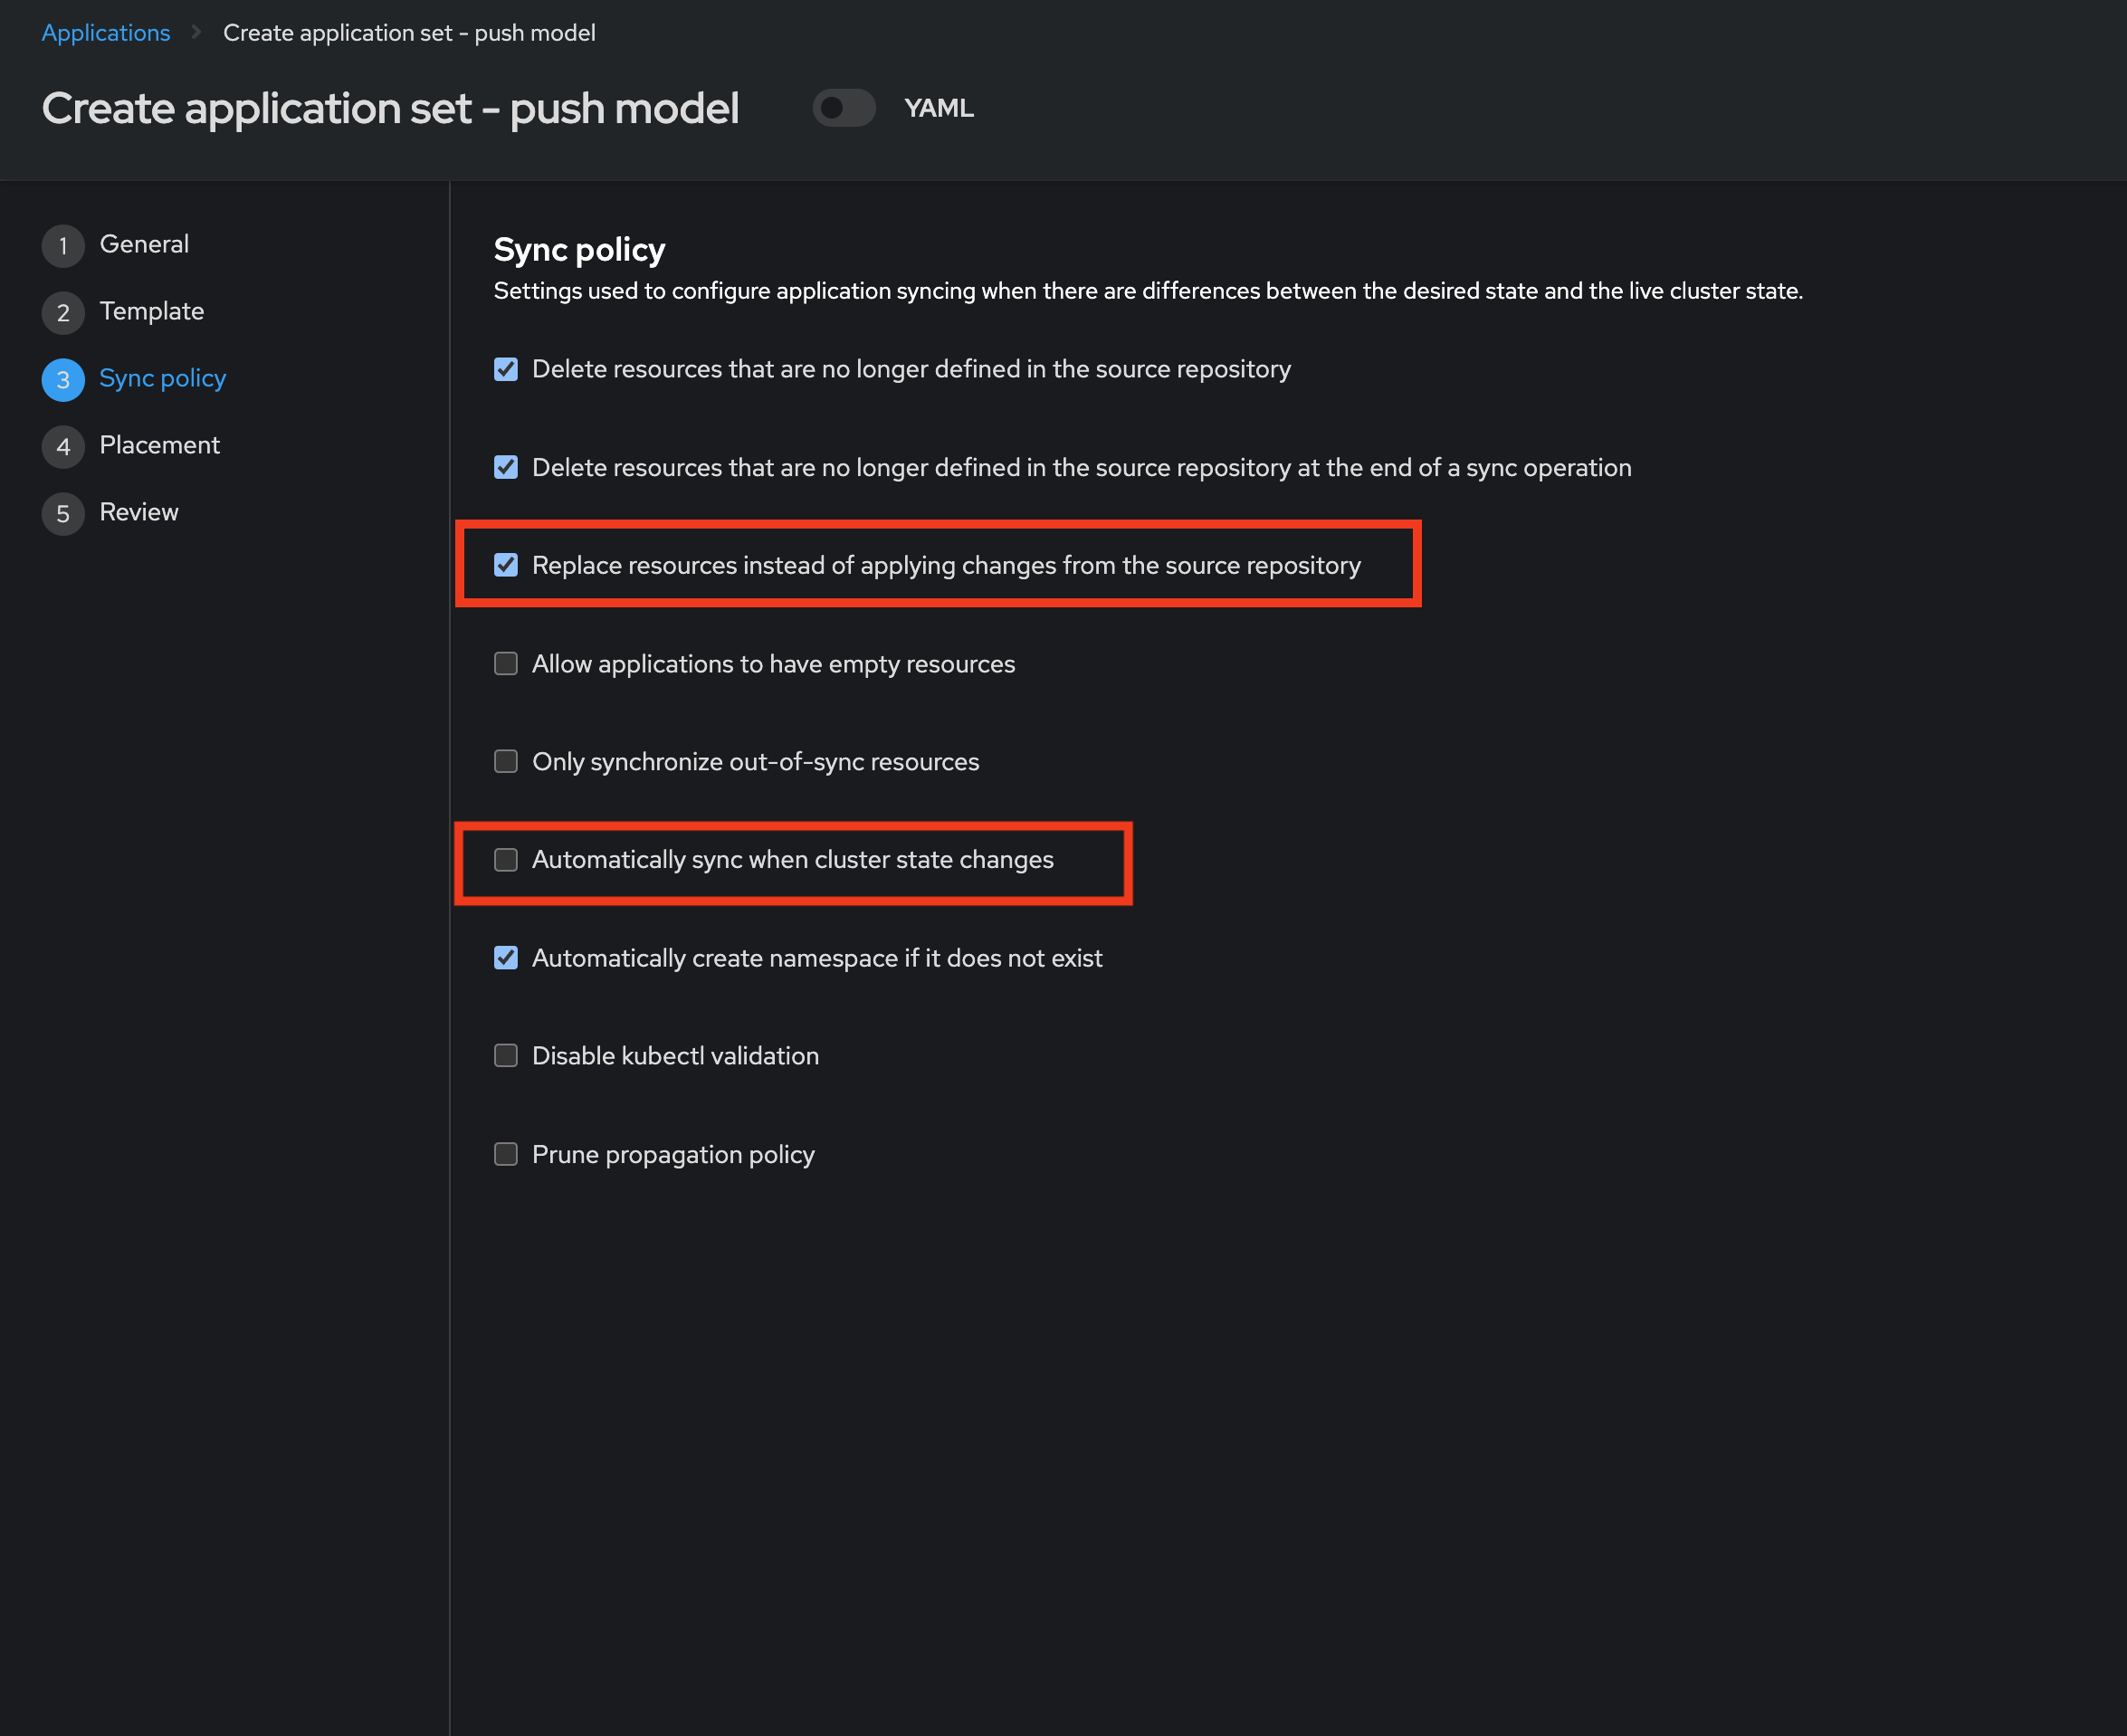 Applications > Create application set - push model
Create application set - push model
YAML
1 General
2 Template
3 Sync policy
4 Placement
5 Review
Sync policy
Settings used to configure application syncing when there are differences between the desired state and the live cluster state.
Delete resources that are no longer defined in the source repository
Delete resources that are no longer defined in the source repository at the end of a sync operation
Replace resources instead of applying changes from the source repository
Allow applications to have empty resources
Only synchronize out-of-sync resources
Automatically sync when cluster state changes
Automatically create namespace if it does not exist
Disable kubectl validation
Prune propagation policy